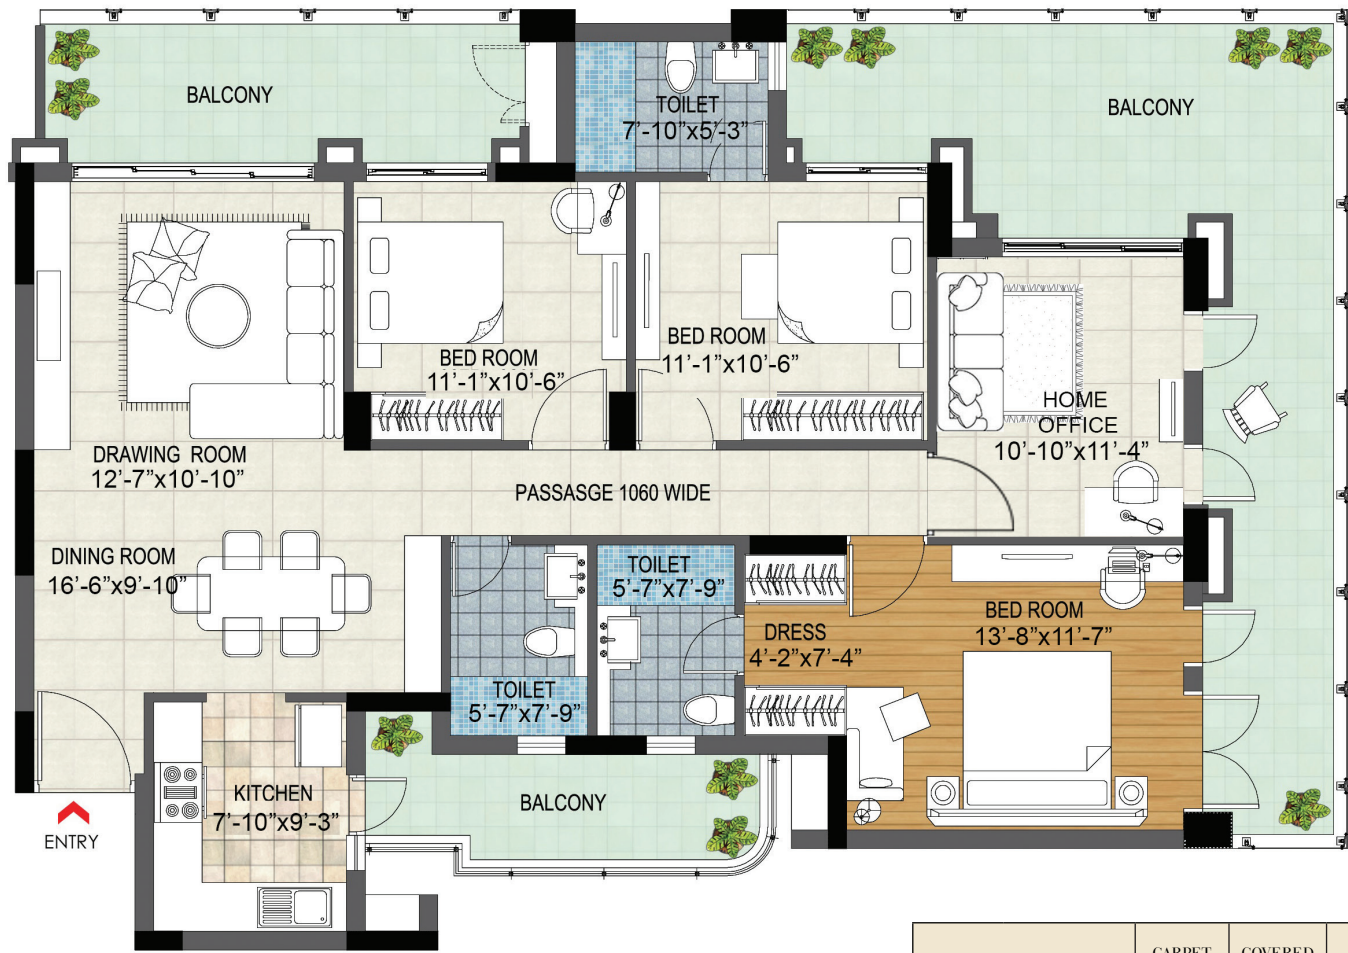 BALCONY
TOILET
7'-10"x5'-3"
BALCONY
BED ROOM
11'-1"x10'-6"
BED ROOM
11'-1"x10'-6"
HOME
OFFICE
10'-10"x11'-4"
DRAWING ROOM
12'-7"x10'-10"
PASSASGE 1060 WIDE
DINING ROOM
16'-6"x9'-10"
TOILET
5'-7"x7'-9"
BED ROOM
13'-8"x11'-7"
DRESS
4'-2"x7'-4"
TOILET
5'-7"x7'-9"
KITCHEN
7'-10"x9'-3"
BALCONY
ENTRY
CARPET COVERED